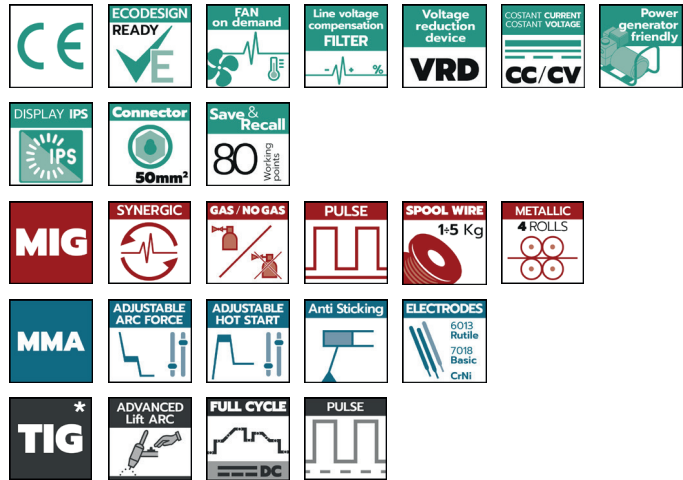 CE
ECODESIGN
READY
E
FAN
on demand
Line voltage
compensation
FILTER
- + %
Voltage
reduction
device
VRD
COSTANT CURRENT
COSTANT VOLTAGE
CC/CV
Power
generator
friendly
DISPLAY IPS
IPS
Connector
50mm²
Save &
Recall
80
Working
points
MIG
SYNERGIC
GAS / NO GAS
PULSE
SPOOL WIRE
1÷5 Kg
METALLIC
4 ROLLS
MMA
ADJUSTABLE
ARC FORCE
ADJUSTABLE
HOT START
Anti Sticking
ELECTRODES
6013
Rutile
7018
Basic
CrNi
TIG *
ADVANCED
Lift ARC
FULL CYCLE
DC
PULSE